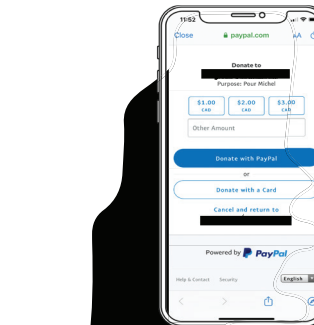 11:52
Close paypal.com AA
Donate to
Purpose: Pour Michel
$1.00 $2.00 $3.00
CAD CAD CAD
Other Amount
Donate with PayPal
or
Donate with a Card
Cancel and return to
Powered by PayPal
Help & Contact Security
English